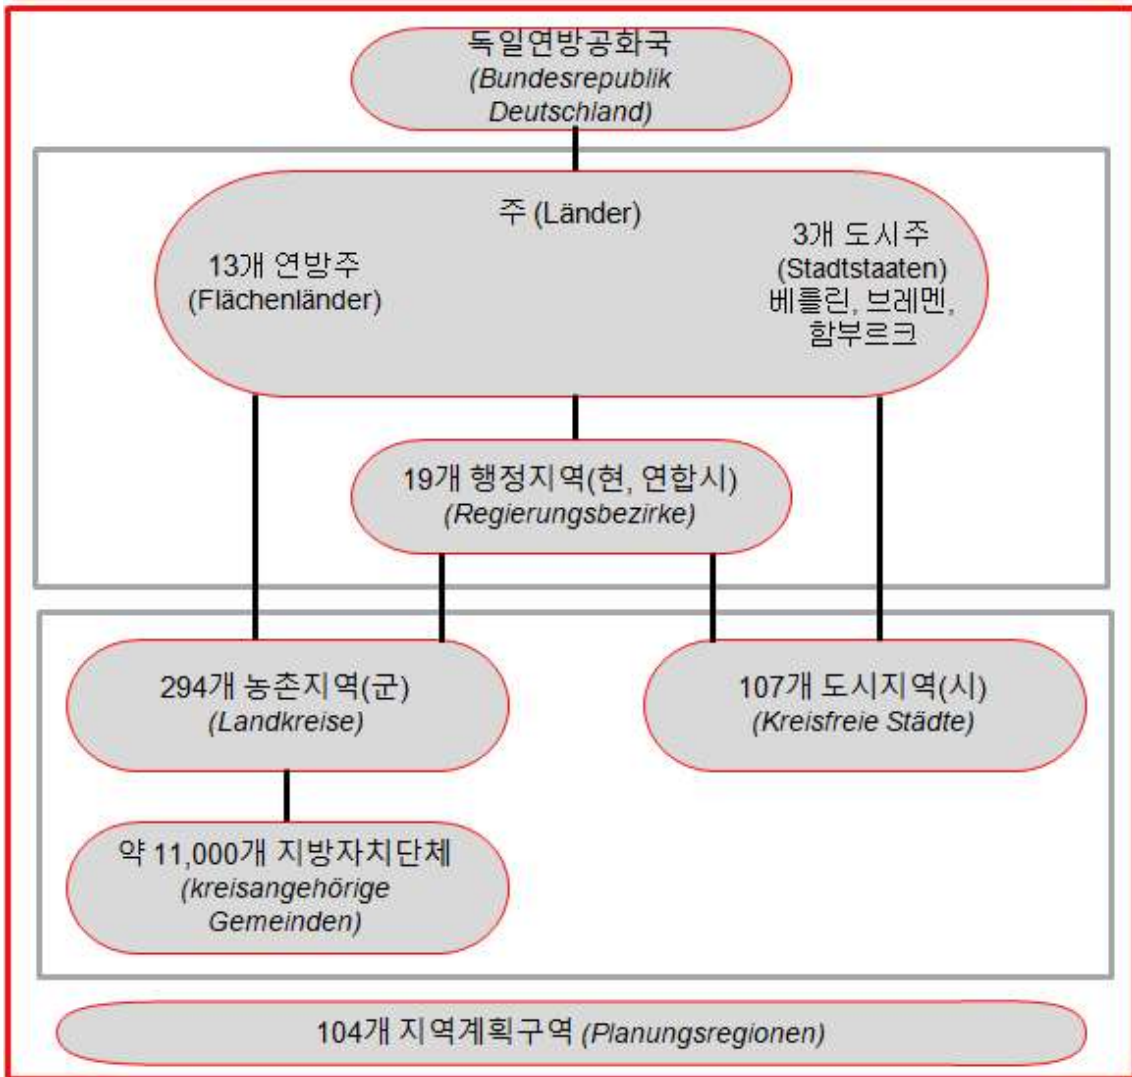 독일연방공화국
(Bundesrepublik
Deutschland)
주 (Länder)
13개 연방주
(Flächenländer)
3개 도시주
(Stadtstaaten)
베를린, 브레멘,
함부르크
19개 행정지역(현, 연합시)
(Regierungsbezirke)
294개 농촌지역(군)
(Landkreise)
107개 도시지역(시)
(Kreisfreie Städte)
약 11,000개 지방자치단체
(kreisangehörige
Gemeinden)
104개 지역계획구역 (Planungsregionen)